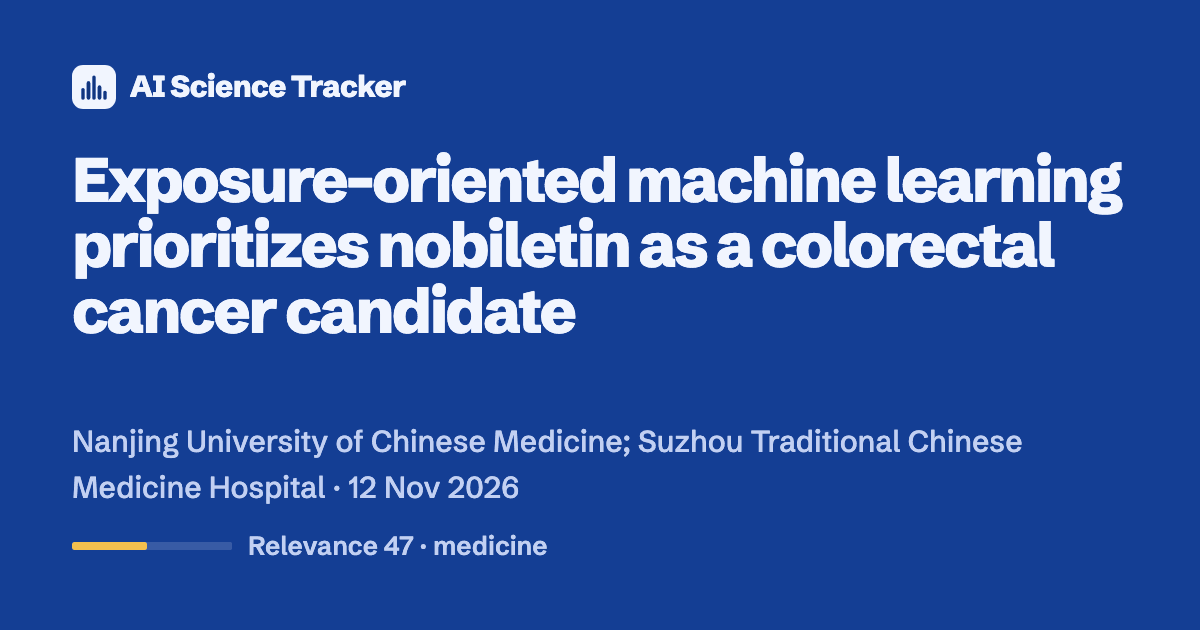 AI Science Tracker
Exposure-oriented machine learning
prioritizes nobiletin as a colorectal
cancer candidate
Nanjing University of Chinese Medicine; Suzhou Traditional Chinese
Medicine Hospital · 12 Nov 2026
Relevance 47 · medicine